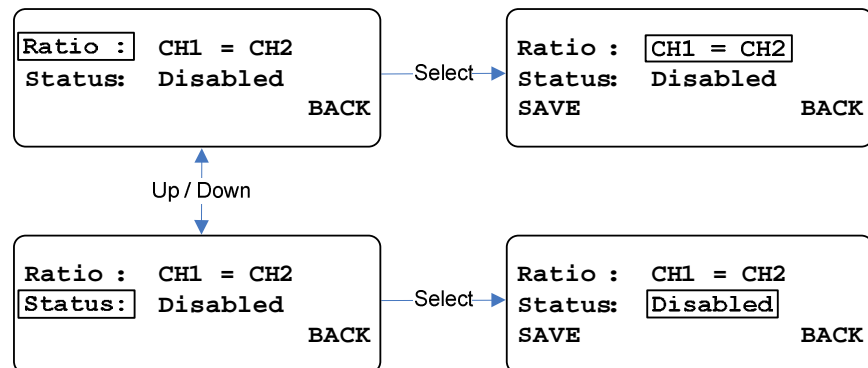 Ratio : CH1 = CH2
Status: Disabled
BACK
Select
Ratio : CH1 = CH2
Status: Disabled
SAVE BACK
Up / Down
Ratio : CH1 = CH2
Status: Disabled
BACK
Select
Ratio : CH1 = CH2
Status: Disabled
SAVE BACK